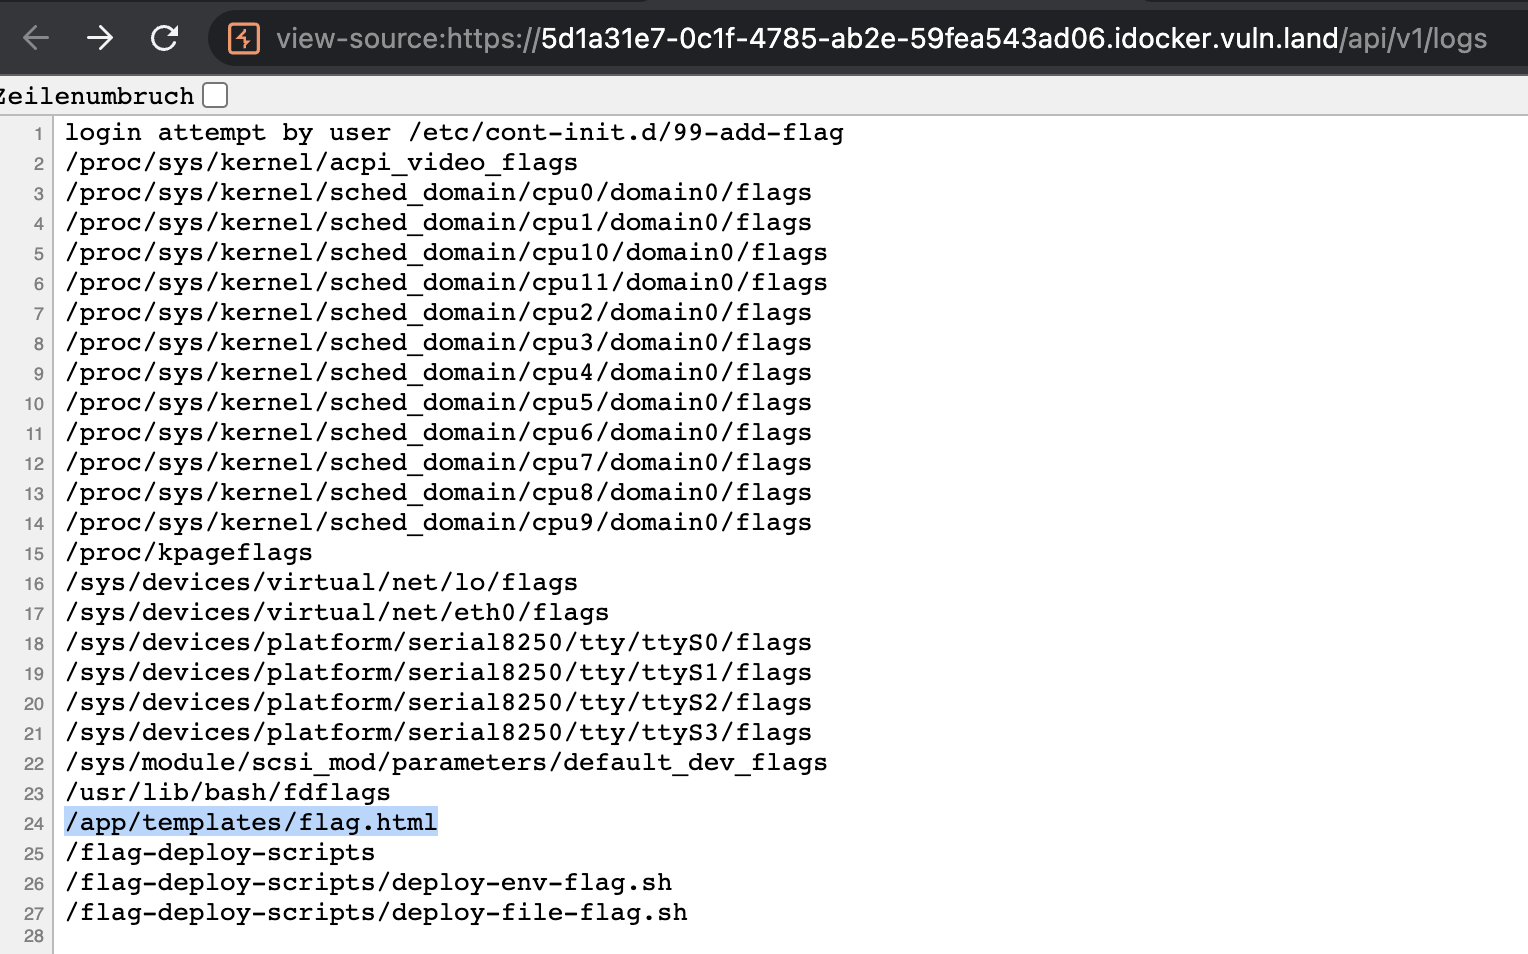 view-source:https://5d1a31e7-0c1f-4785-ab2e-59fea543ad06.idocker.vuln.land/api/v1/logs
Zeilenumbruch
1 login attempt by user /etc/cont-init.d/99-add-flag
2 /proc/sys/kernel/acpi_video_flags
3 /proc/sys/kernel/sched_domain/cpu0/domain0/flags
4 /proc/sys/kernel/sched_domain/cpu1/domain0/flags
5 /proc/sys/kernel/sched_domain/cpu10/domain0/flags
6 /proc/sys/kernel/sched_domain/cpu11/domain0/flags
7 /proc/sys/kernel/sched_domain/cpu2/domain0/flags
8 /proc/sys/kernel/sched_domain/cpu3/domain0/flags
9 /proc/sys/kernel/sched_domain/cpu4/domain0/flags
10 /proc/sys/kernel/sched_domain/cpu5/domain0/flags
11 /proc/sys/kernel/sched_domain/cpu6/domain0/flags
12 /proc/sys/kernel/sched_domain/cpu7/domain0/flags
13 /proc/sys/kernel/sched_domain/cpu8/domain0/flags
14 /proc/sys/kernel/sched_domain/cpu9/domain0/flags
15 /proc/kpageflags
16 /sys/devices/virtual/net/lo/flags
17 /sys/devices/virtual/net/eth0/flags
18 /sys/devices/platform/serial8250/tty/ttyS0/flags
19 /sys/devices/platform/serial8250/tty/ttyS1/flags
20 /sys/devices/platform/serial8250/tty/ttyS2/flags
21 /sys/devices/platform/serial8250/tty/ttyS3/flags
22 /sys/module/scsi_mod/parameters/default_dev_flags
23 /usr/lib/bash/fdflags
24 /app/templates/flag.html
25 /flag-deploy-scripts
26 /flag-deploy-scripts/deploy-env-flag.sh
27 /flag-deploy-scripts/deploy-file-flag.sh
28